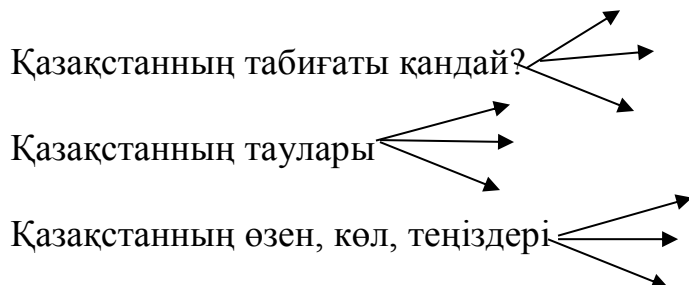 Қазақстанның табиғаты қандай?
Қазақстанның таулары
Қазақстанның өзен, көл, теңіздері